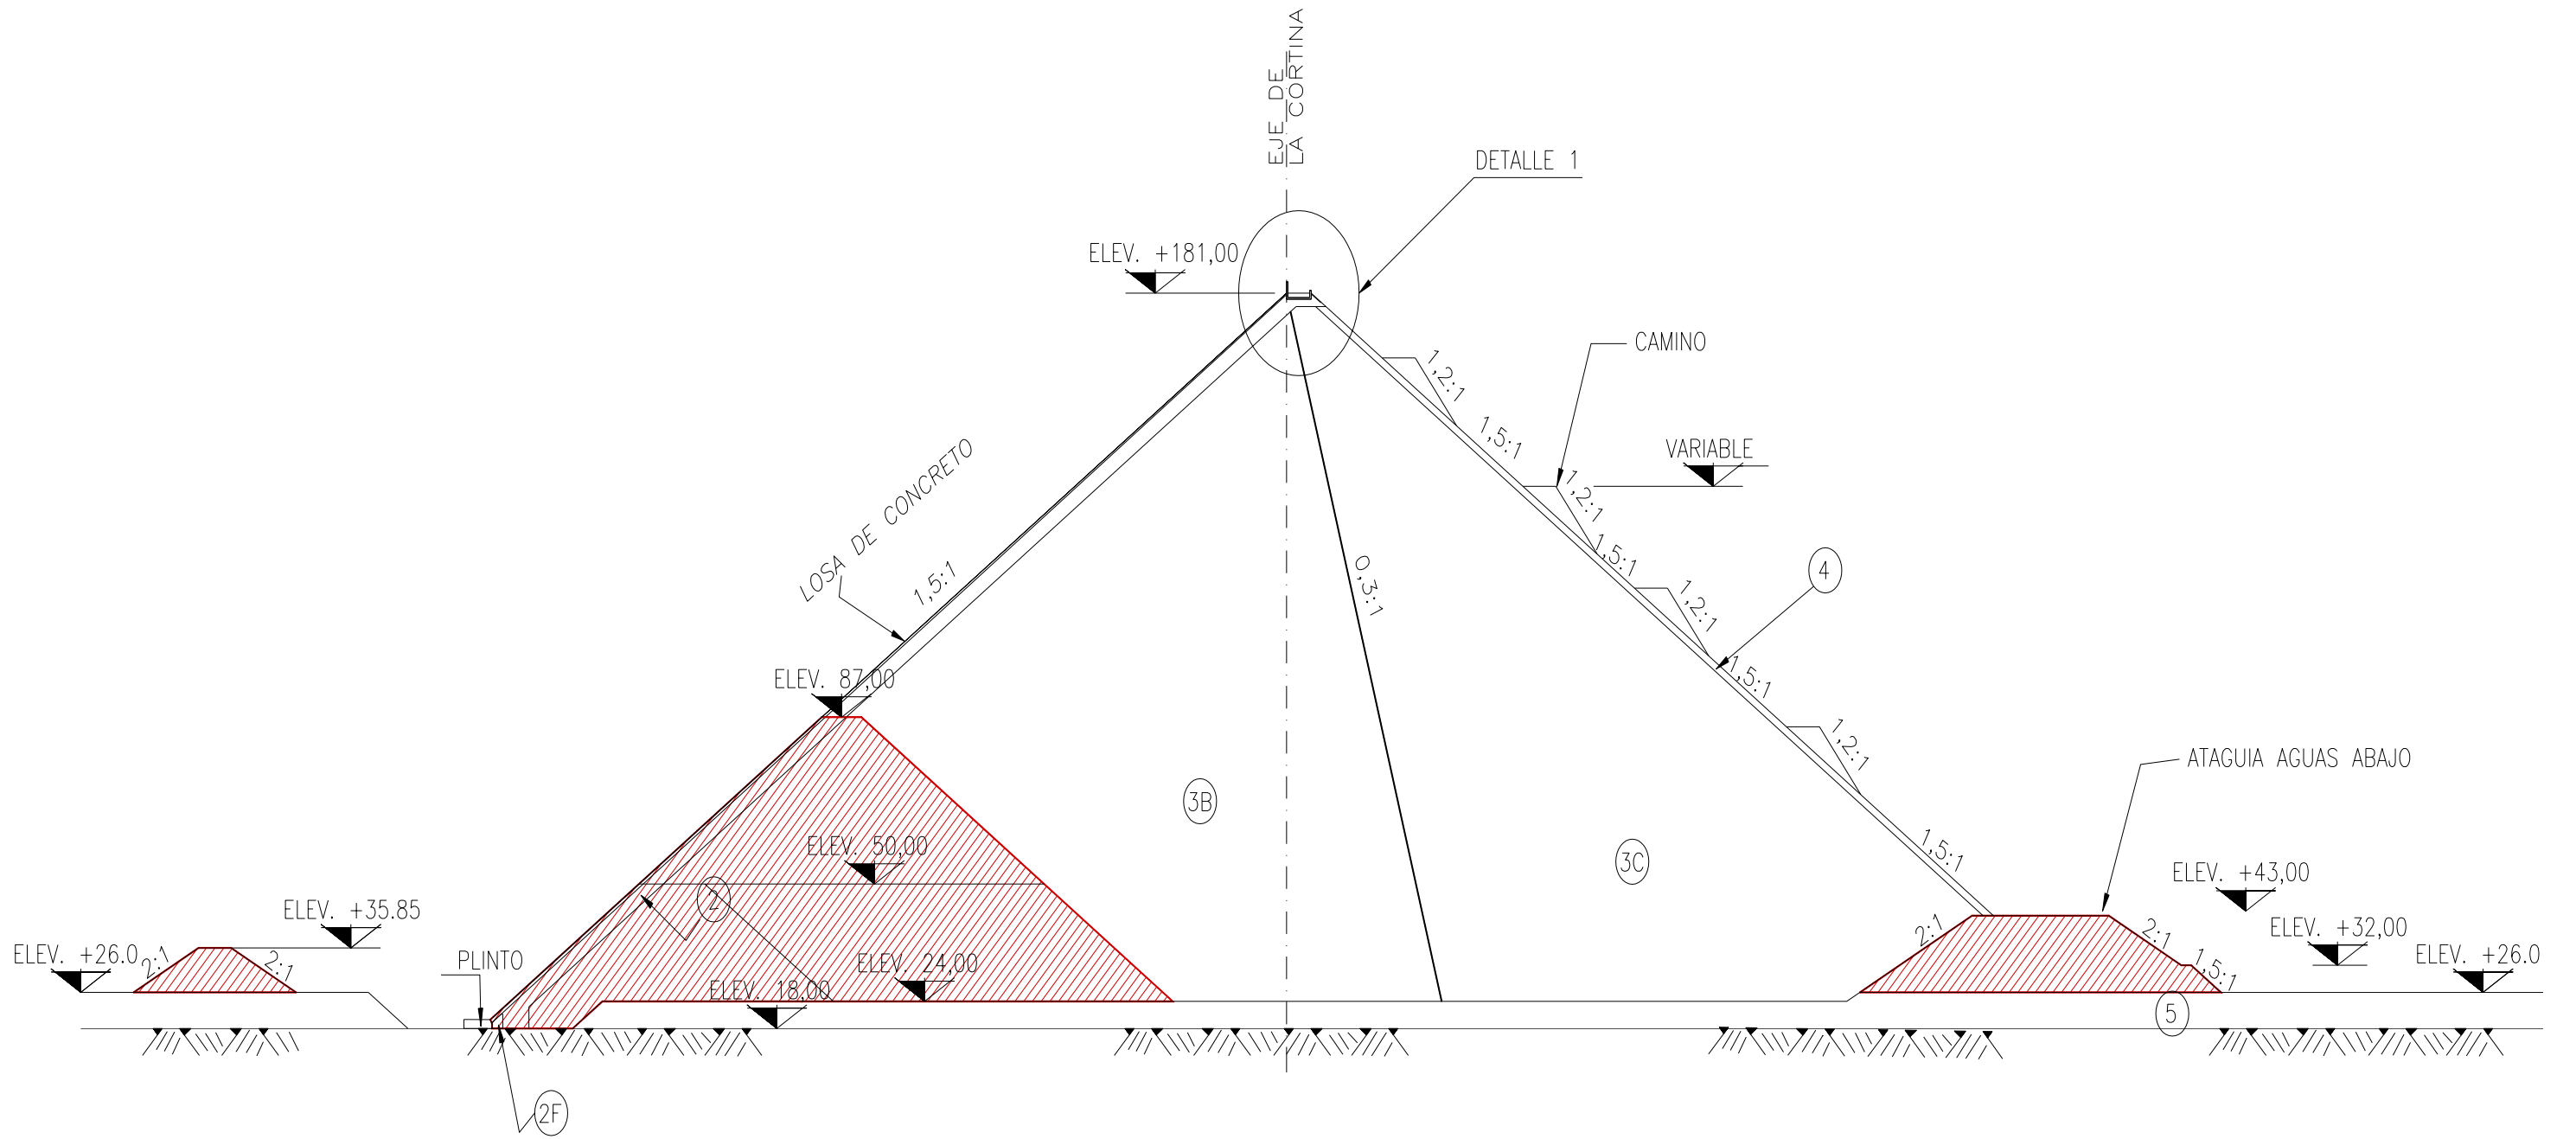 EJE DE
LA CORTINA
DETALLE 1
ELEV. +181,00
CAMINO
1,2:1
1,5:1
VARIABLE
LOSA DE CONCRETO
1,5:1
1,2:1
1,5:1
4
0,3:1
1,2:1
1,5:1
ELEV. 87,00
1,2:1
ATAGUIA AGUAS ABAJO
3B
ELEV. 50,00
3C
1,5:1
2
ELEV. +43,00
ELEV. +35.85
2:1
2:1
ELEV. +32,00
ELEV. +26.0
2:1
2:1
PLINTO
ELEV. 24,00
1,5:1
ELEV. +26.0
ELEV. 18,00
5
2F